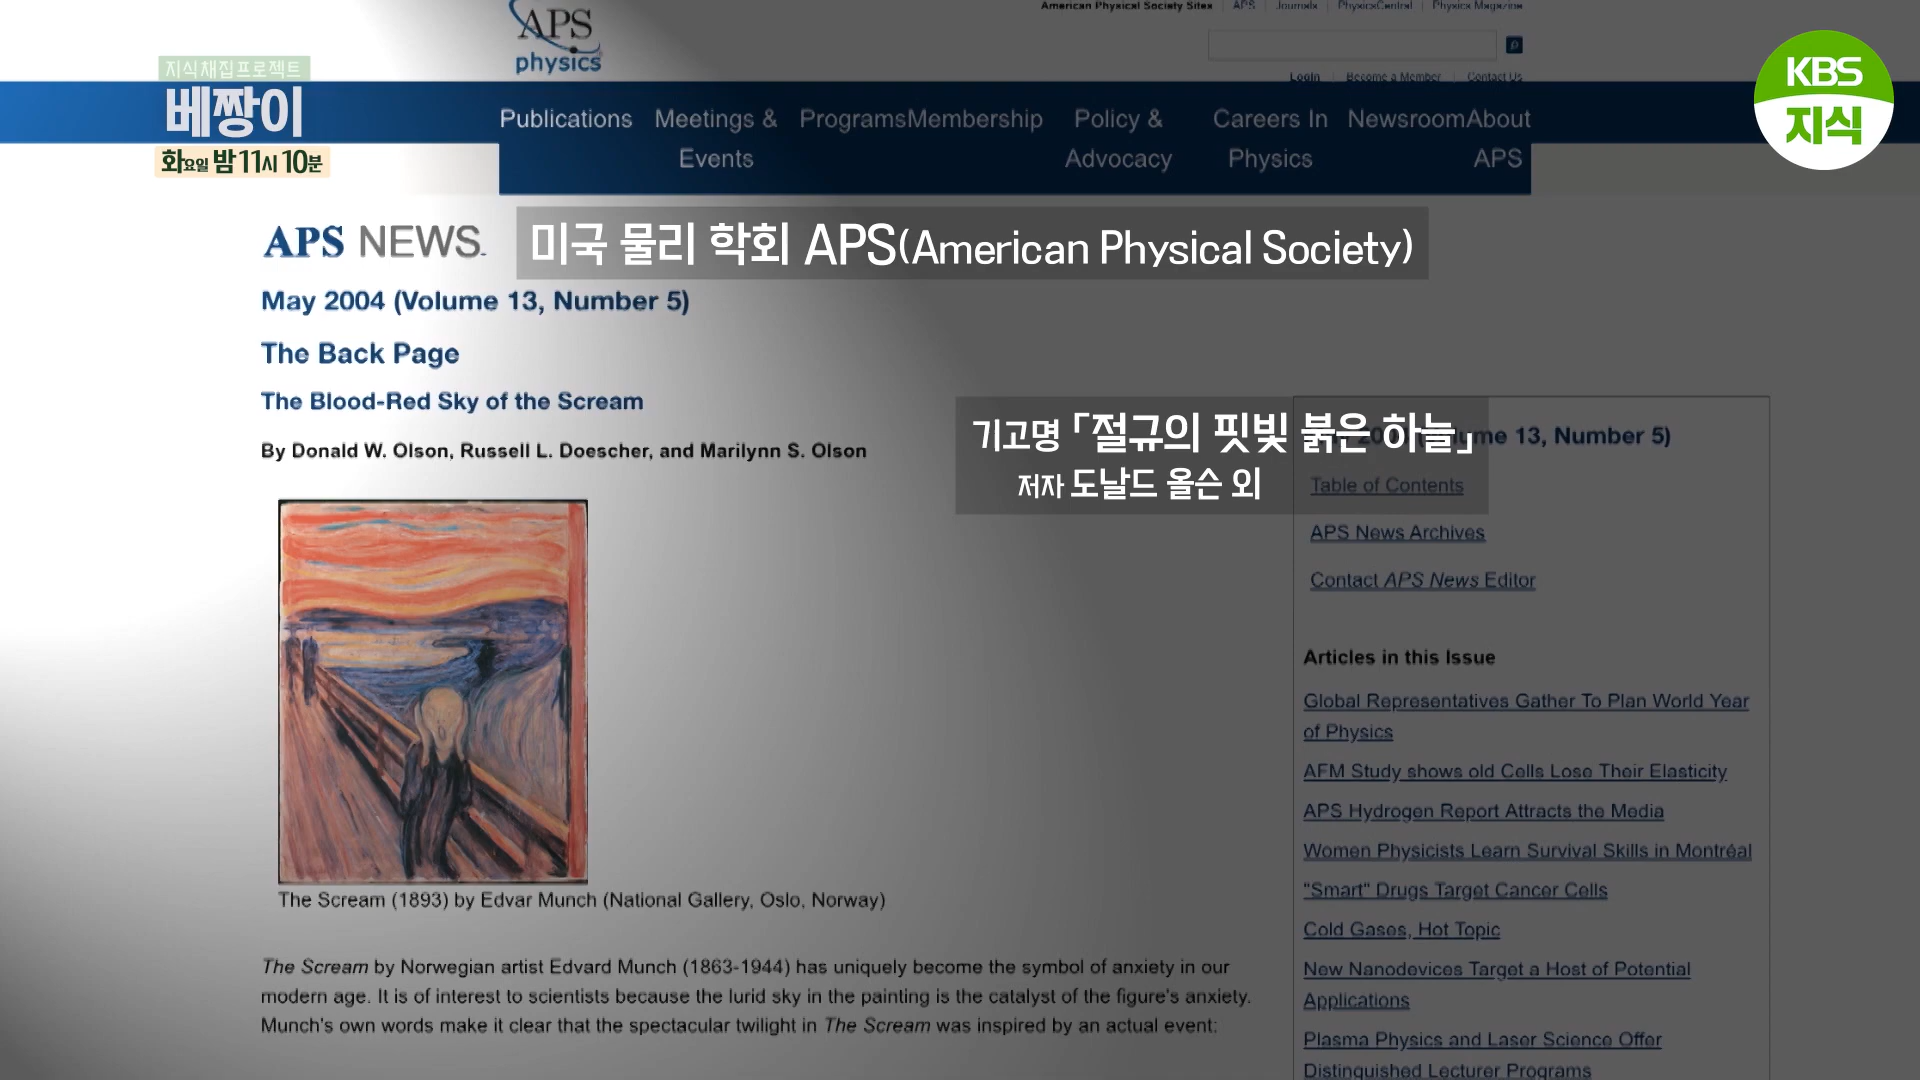 American Physical Society Sites | APS | Journals | PhysicsCentral | Physics Magazine
APS
physics
Login | Become a Member | Contact Us
지식채집프로젝트
베짱이
화요일 밤 11시 10분
KBS
지식
Publications
Meetings &
Events
Programs
Membership
Policy &
Advocacy
Careers In
Physics
Newsroom
About
APS
APS NEWS
미국 물리 학회 APS(American Physical Society)
May 2004 (Volume 13, Number 5)
The Back Page
The Blood-Red Sky of the Scream
By Donald W. Olson, Russell L. Doescher, and Marilynn S. Olson
기고명 「절규의 핏빛 붉은 하늘」
저자 도날드 올슨 외
13, Number 5)
Table of Contents
APS News Archives
Contact APS News Editor
Articles in this Issue
Global Representatives Gather To Plan World Year
of Physics
AFM Study shows old Cells Lose Their Elasticity
APS Hydrogen Report Attracts the Media
Women Physicists Learn Survival Skills in Montréal
"Smart" Drugs Target Cancer Cells
Cold Gases, Hot Topic
New Nanodevices Target a Host of Potential
Applications
Plasma Physics and Laser Science Offer
Distinguished Lecturer Programs
The Scream (1893) by Edvar Munch (National Gallery, Oslo, Norway)
The Scream by Norwegian artist Edvard Munch (1863-1944) has uniquely become the symbol of anxiety in our
modern age. It is of interest to scientists because the lurid sky in the painting is the catalyst of the figure's anxiety.
Munch's own words make it clear that the spectacular twilight in The Scream was inspired by an actual event: